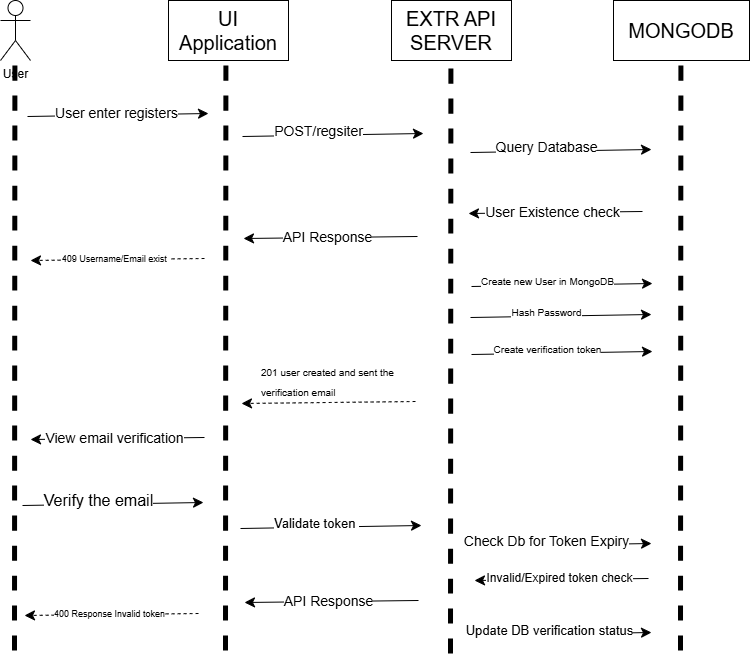 UI
Application
EXTR API
SERVER
MONGODB
User
User enter registers
POST/regsiter
Query Database
User Existence check
API Response
409 Username/Email exist
Create new User in MongoDB
Hash Password
Create verification token
201 user created and sent the
verification email
View email verification
Verify the email
Validate token
Check Db for Token Expiry
Invalid/Expired token check
API Response
400 Response Invalid token
Update DB verification status